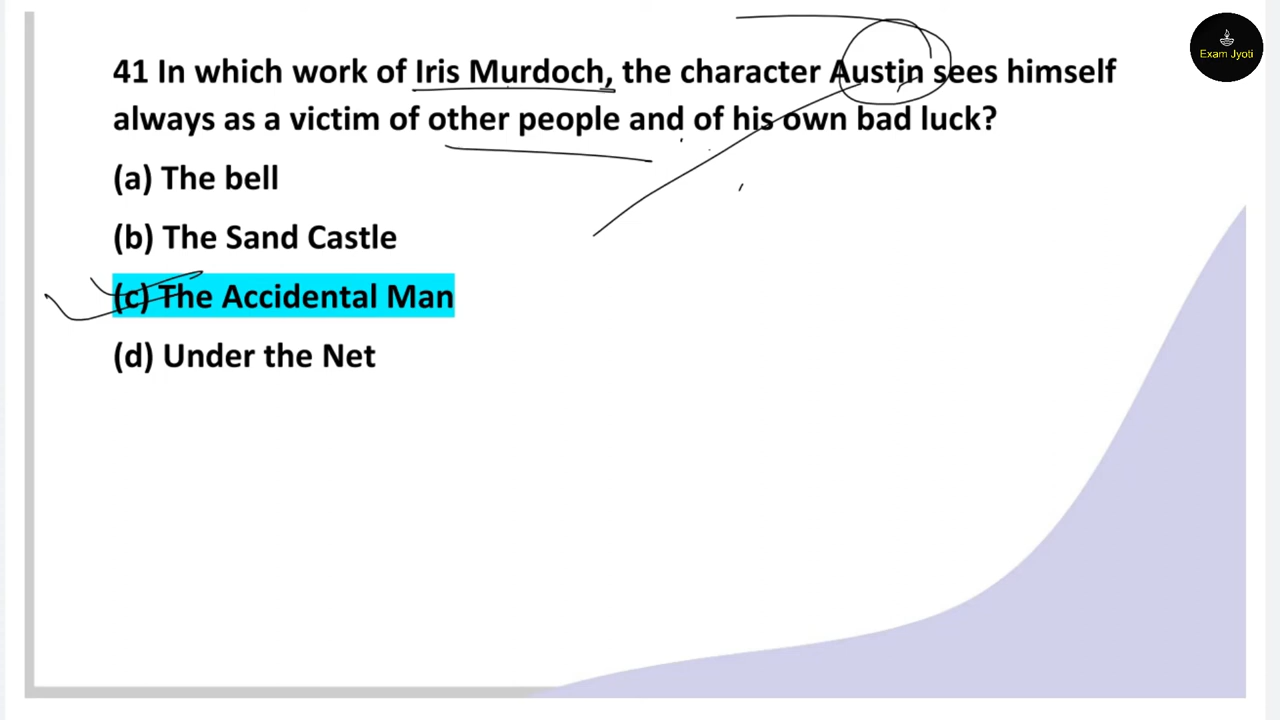 Exam Jyoti
41 In which work of Iris Murdoch, the character Austin sees himself
always as a victim of other people and of his own bad luck?
(a) The bell
(b) The Sand Castle
(c) The Accidental Man
(d) Under the Net